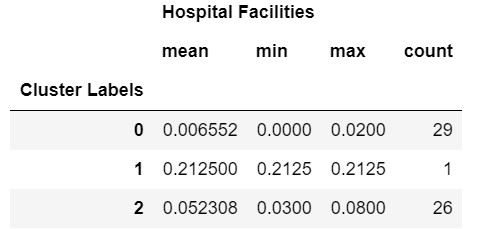 Hospital Facilities
mean min max count
Cluster Labels
0 0.006552 0.0000 0.0200 29
1 0.212500 0.2125 0.2125 1
2 0.052308 0.0300 0.0800 26